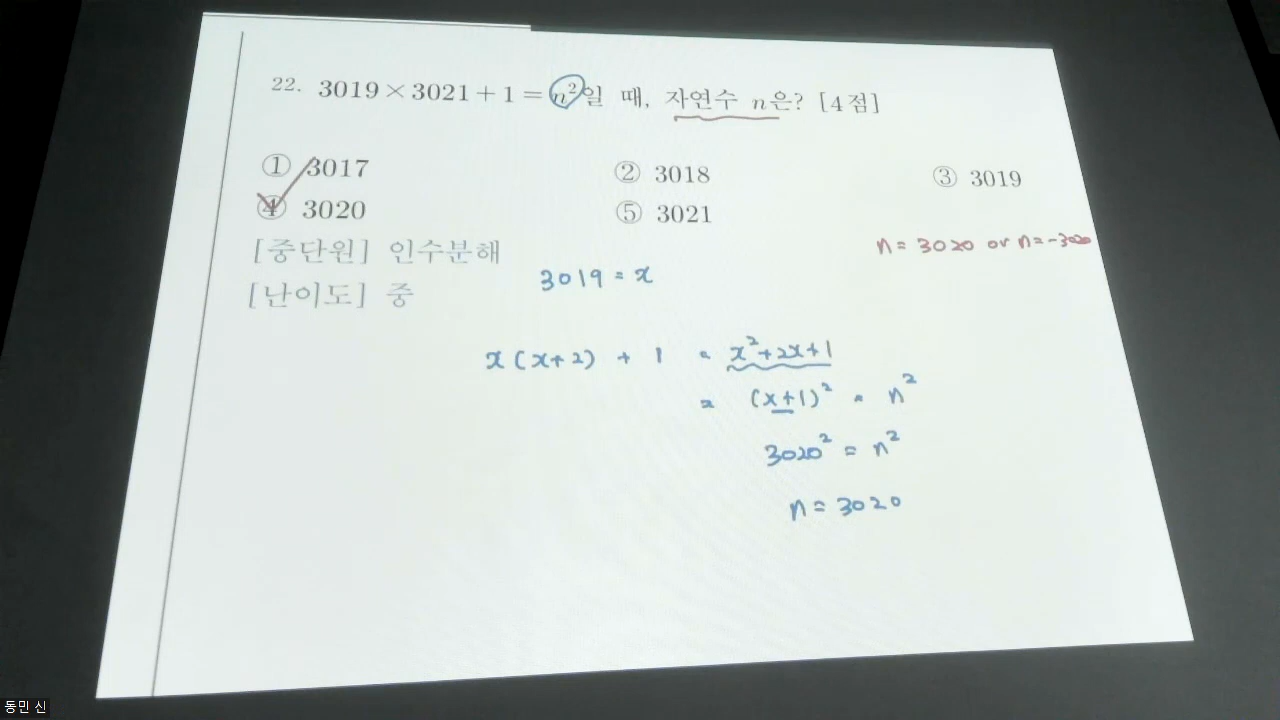 22. 3019×3021+1=n²일 때, 자연수 n은? [4점]
① 3017 ② 3018 ③ 3019
④ 3020 ⑤ 3021
n = 3020 or n=-3020
[중단원] 인수분해
3019 = x
[난이도] 중
x(x+2) + 1 = x²+2x+1
= (x+1)² = n²
3020² = n²
n = 3020
동민 신